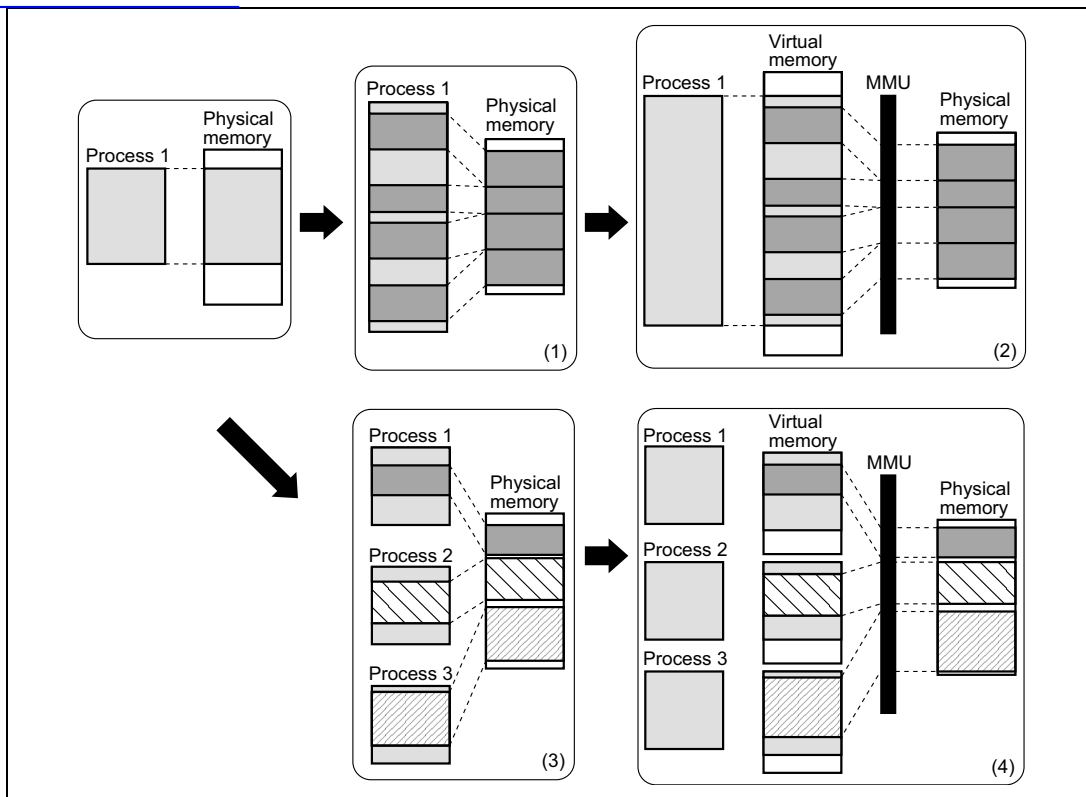 Process 1
Physical
memory
Process 1
Physical
memory
(1)
Process 1
Virtual
memory
MMU
Physical
memory
(2)
Process 1
Process 2
Process 3
Physical
memory
(3)
Process 1
Process 2
Process 3
Virtual
memory
MMU
Physical
memory
(4)